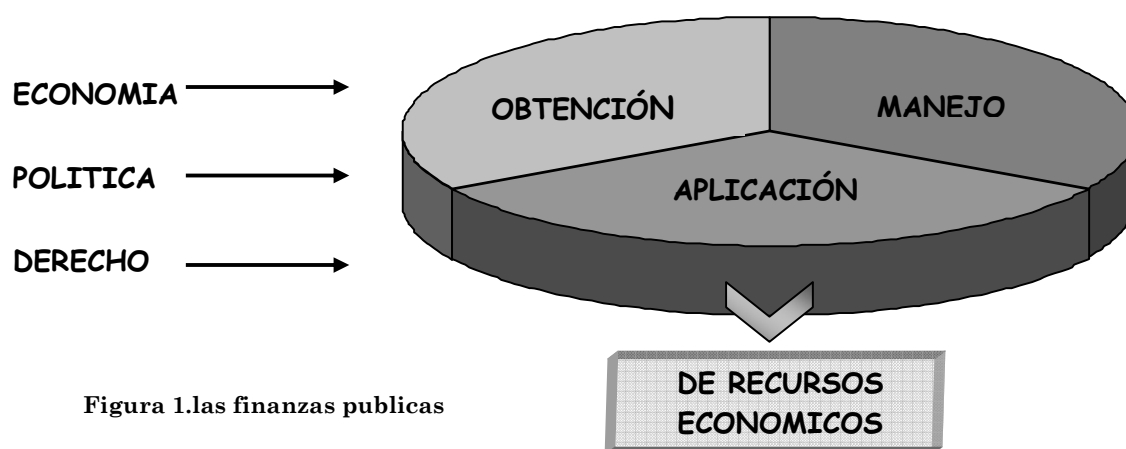 ECONOMIA
POLITICA
DERECHO
OBTENCIÓN
MANEJO
APLICACIÓN
DE RECURSOS
ECONOMICOS
Figura 1.las finanzas publicas